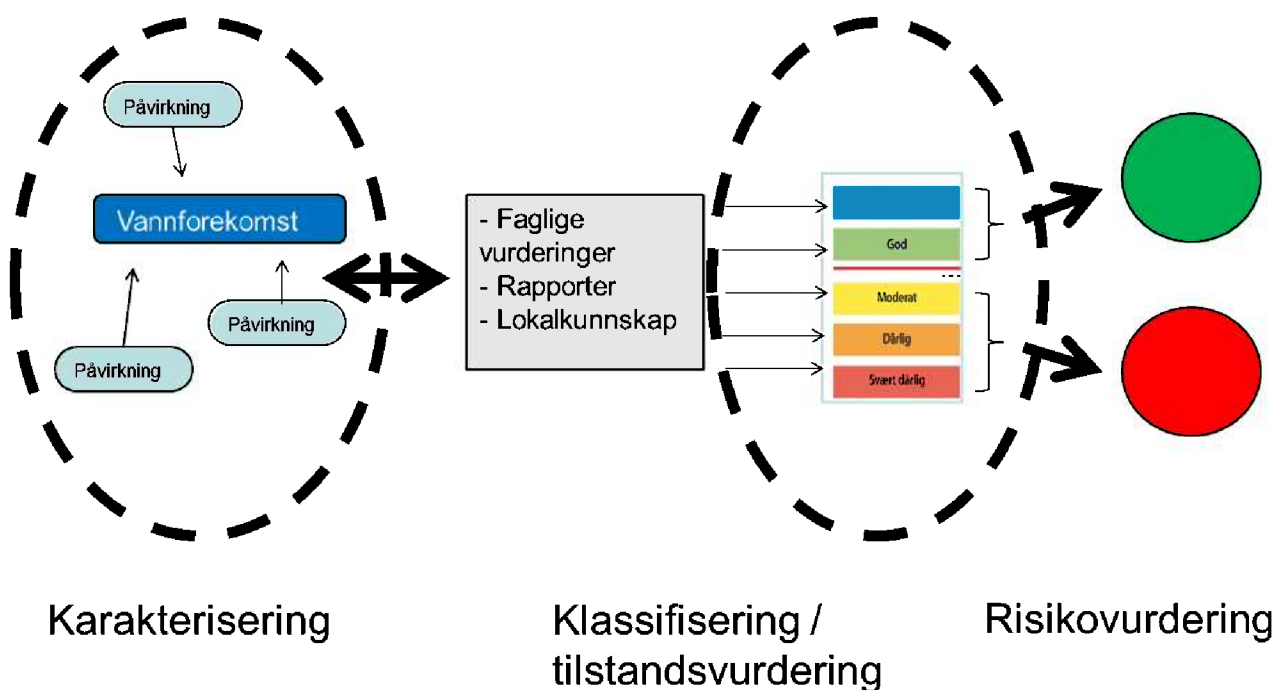 Påvirkning
Vannforekomst
Påvirkning
Påvirkning
- Faglige
vurderinger
- Rapporter
- Lokalkunnskap
God
Moderat
Dårlig
Svært dårlig
Karakterisering
Klassifisering /
tilstandsvurdering
Risikovurdering